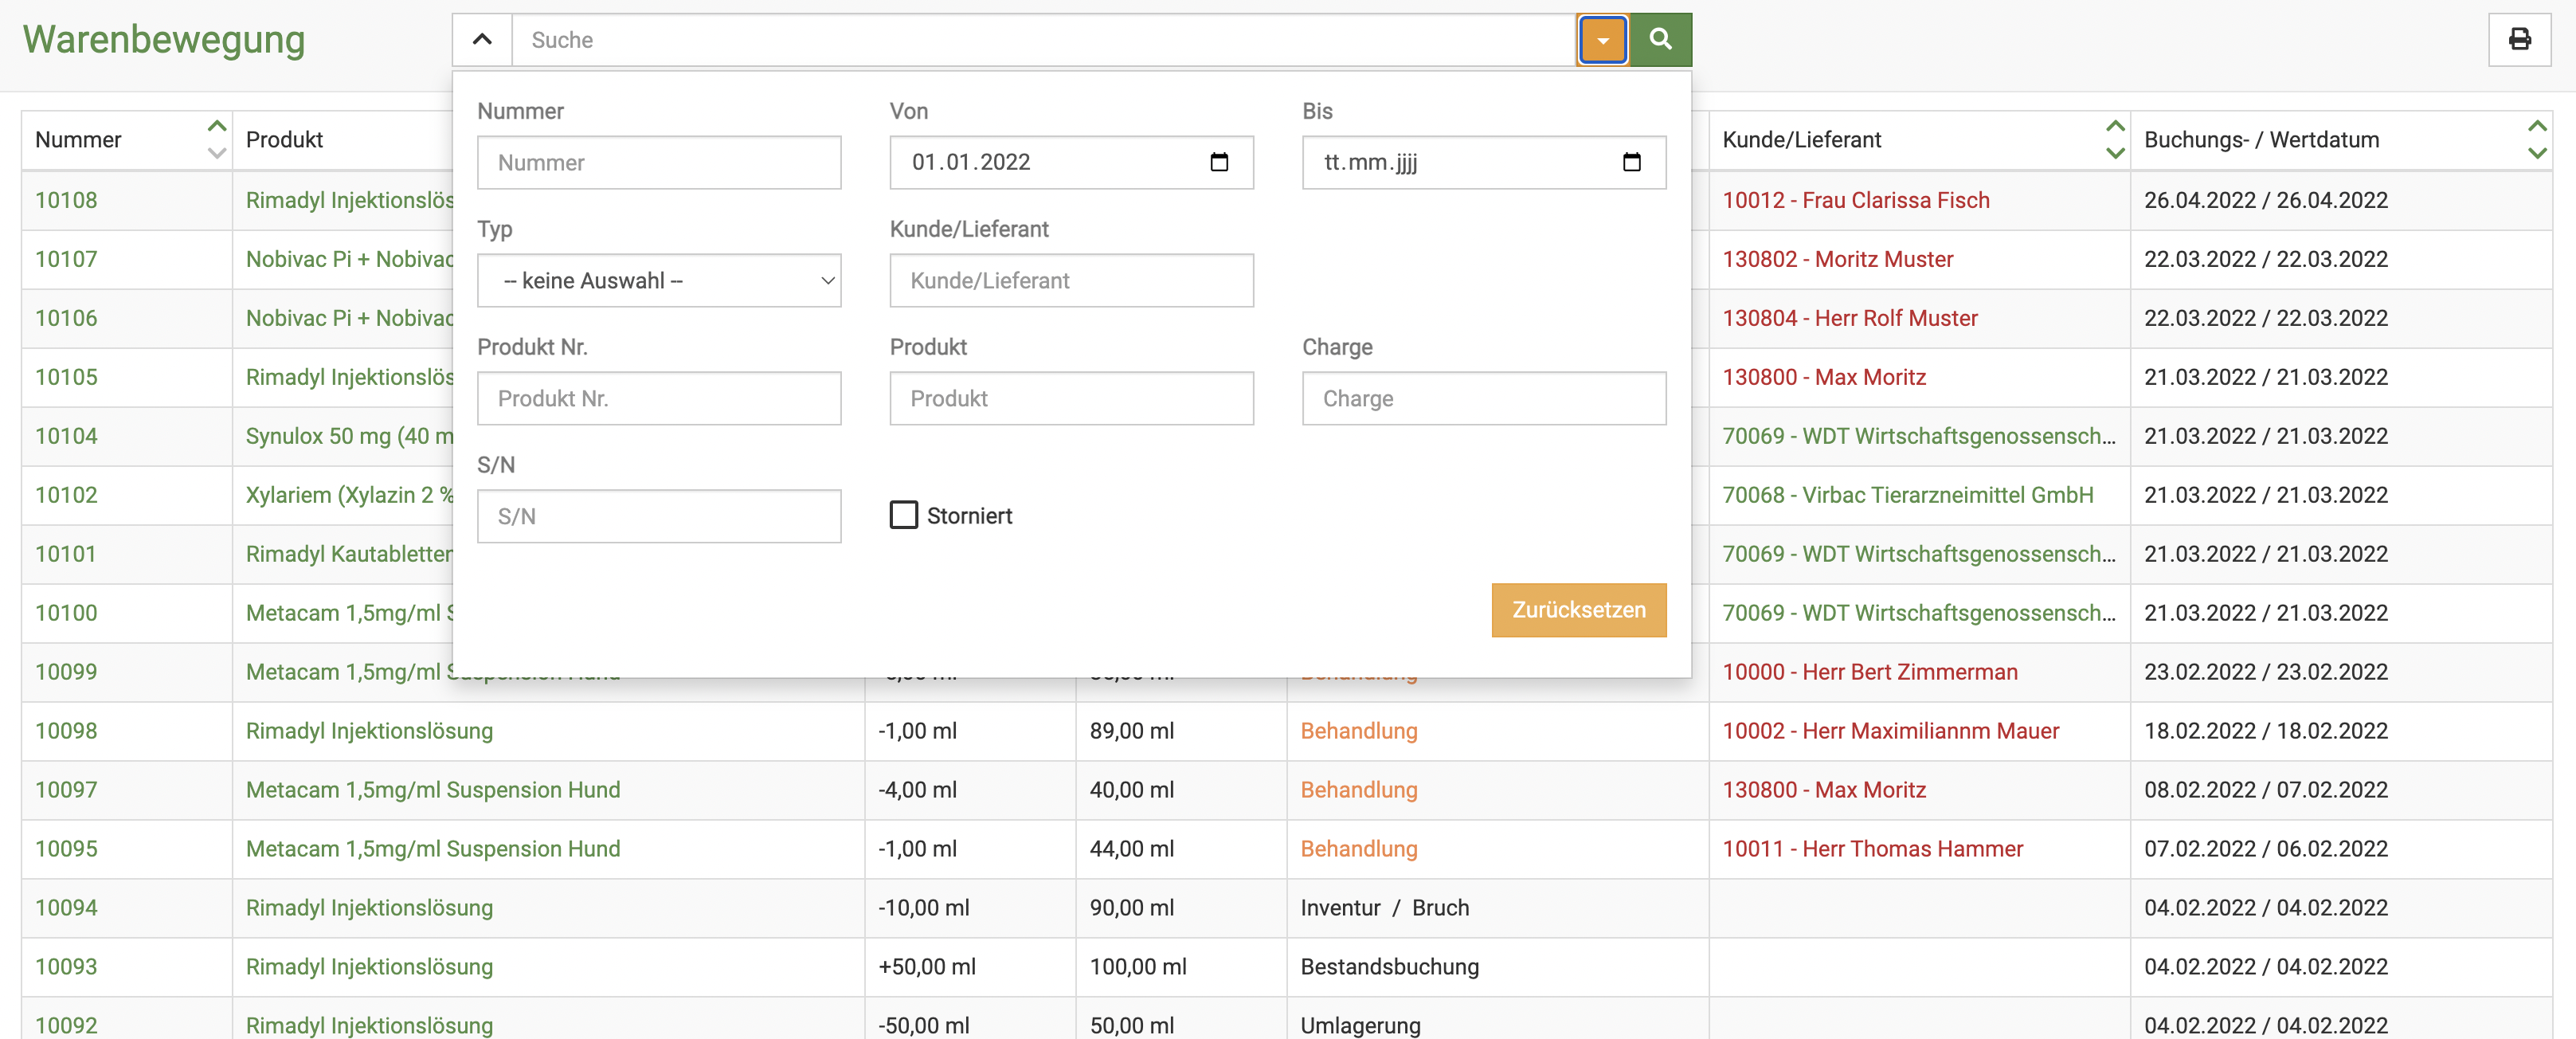 Warenbewegung
Suche
Nummer Von Bis
Nummer 01.01.2022 tt.mm.jjjj
Typ Kunde/Lieferant
-- keine Auswahl -- Kunde/Lieferant
Produkt Nr. Produkt Charge
Produkt Nr. Produkt Charge
S/N
S/N Storniert
Zurücksetzen
Nummer Produkt Kunde/Lieferant Buchungs- / Wertdatum
10108 Rimadyl Injektionslös 10012 - Frau Clarissa Fisch 26.04.2022 / 26.04.2022
10107 Nobivac Pi + Nobivac 130802 - Moritz Muster 22.03.2022 / 22.03.2022
10106 Nobivac Pi + Nobivac 130804 - Herr Rolf Muster 22.03.2022 / 22.03.2022
10105 Rimadyl Injektionslös 130800 - Max Moritz 21.03.2022 / 21.03.2022
10104 Synulox 50 mg (40 m 70069 - WDT Wirtschaftsgenossensch... 21.03.2022 / 21.03.2022
10102 Xylariem (Xylazin 2 % 70068 - Virbac Tierarzneimittel GmbH 21.03.2022 / 21.03.2022
10101 Rimadyl Kautabletten 70069 - WDT Wirtschaftsgenossensch... 21.03.2022 / 21.03.2022
10100 Metacam 1,5mg/ml S 70069 - WDT Wirtschaftsgenossensch... 21.03.2022 / 21.03.2022
10099 Metacam 1,5mg/ml Suspension Hund Behandlung 10000 - Herr Bert Zimmerman 23.02.2022 / 23.02.2022
10098 Rimadyl Injektionslösung -1,00 ml 89,00 ml Behandlung 10002 - Herr Maximiliannm Mauer 18.02.2022 / 18.02.2022
10097 Metacam 1,5mg/ml Suspension Hund -4,00 ml 40,00 ml Behandlung 130800 - Max Moritz 08.02.2022 / 07.02.2022
10095 Metacam 1,5mg/ml Suspension Hund -1,00 ml 44,00 ml Behandlung 10011 - Herr Thomas Hammer 07.02.2022 / 06.02.2022
10094 Rimadyl Injektionslösung -10,00 ml 90,00 ml Inventur / Bruch 04.02.2022 / 04.02.2022
10093 Rimadyl Injektionslösung +50,00 ml 100,00 ml Bestandsbuchung 04.02.2022 / 04.02.2022
10092 Rimadyl Injektionslösung -50,00 ml 50,00 ml Umlagerung 04.02.2022 / 04.02.2022